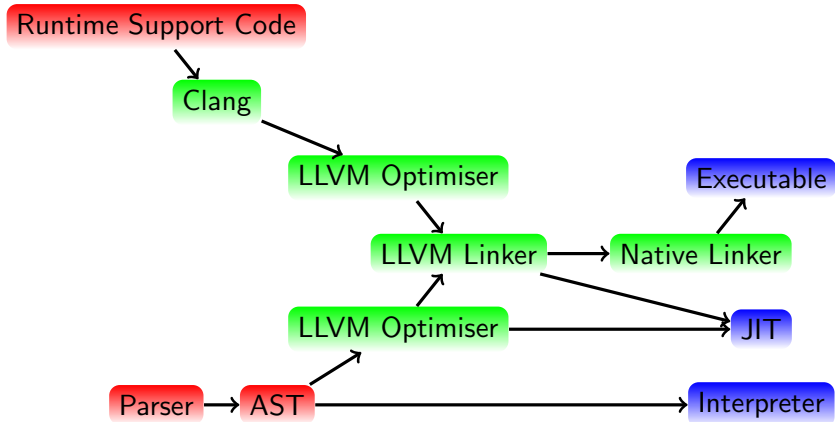 Runtime Support Code
Clang
LLVM Optimiser
Executable
LLVM Linker
Native Linker
LLVM Optimiser
JIT
Parser
AST
Interpreter